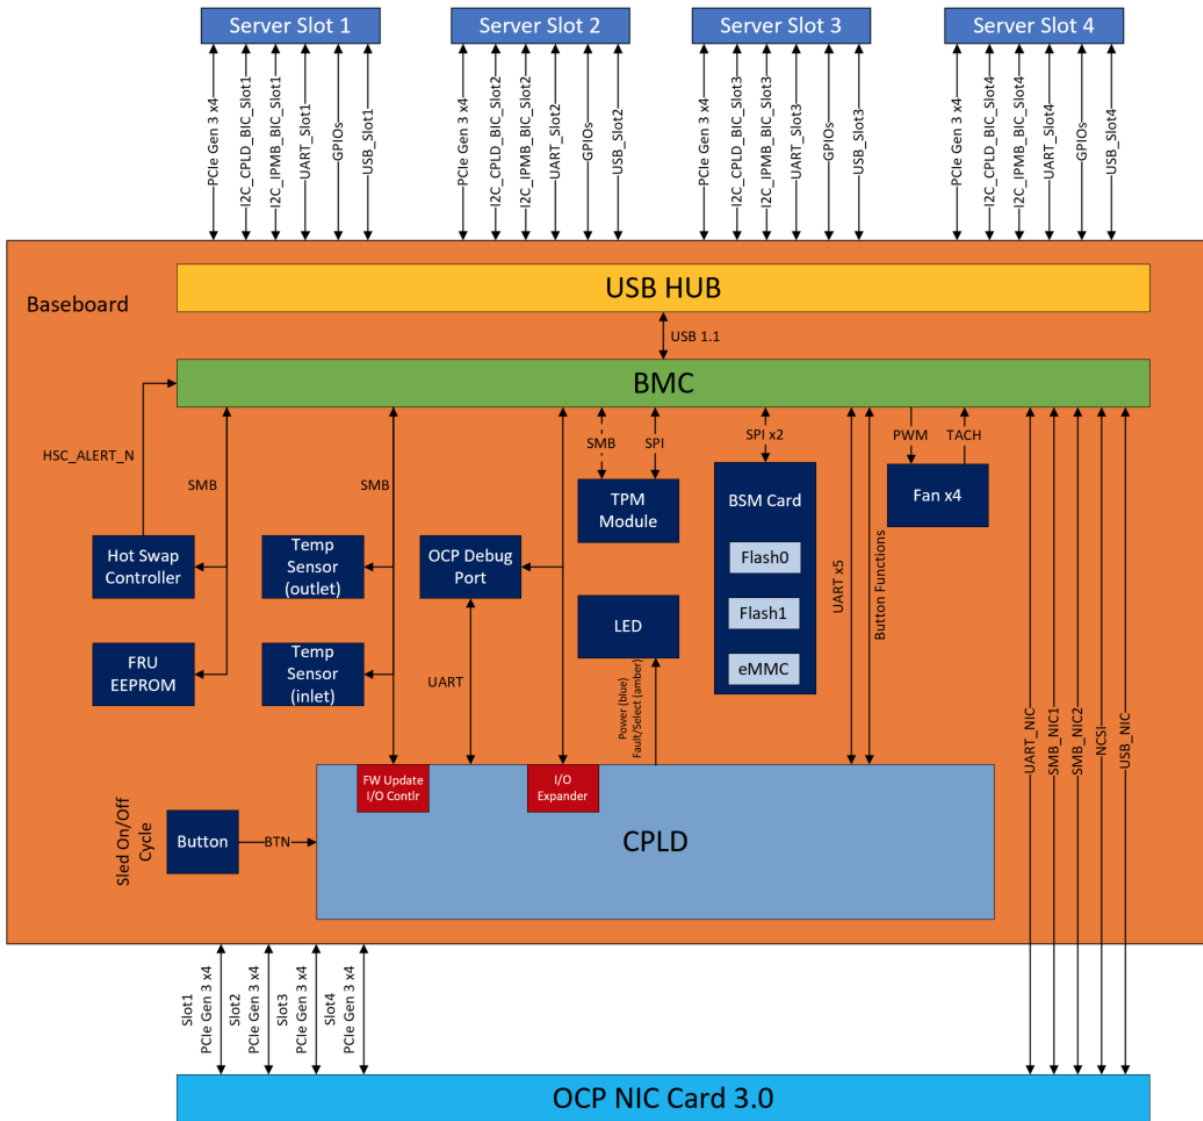 Server Slot 1
Server Slot 2
Server Slot 3
Server Slot 4
PCIe Gen 3 x4
I2C_CPLD_BIC_Slot1
I2C_IPMB_BIC_Slot1
UART_Slot1
GPIOs
USB_Slot1
PCIe Gen 3 x4
I2C_CPLD_BIC_Slot2
I2C_IPMB_BIC_Slot2
UART_Slot2
GPIOs
USB_Slot2
PCIe Gen 3 x4
I2C_CPLD_BIC_Slot3
I2C_IPMB_BIC_Slot3
UART_Slot3
GPIOs
USB_Slot3
PCIe Gen 3 x4
I2C_CPLD_BIC_Slot4
I2C_IPMB_BIC_Slot4
UART_Slot4
GPIOs
USB_Slot4
Baseboard
USB HUB
USB 1.1
BMC
HSC_ALERT_N
SMB
SMB
SMB
SPI
SPI x2
PWM
TACH
Hot Swap
Controller
FRU
EEPROM
Temp
Sensor
(outlet)
Temp
Sensor
(inlet)
OCP Debug
Port
UART
TPM
Module
LED
Power (blue)
Fault/Select (amber)
BSM Card
Flash0
Flash1
eMMC
UART x5
Button Functions
Fan x4
UART_NIC
SMB_NIC1
SMB_NIC2
NCSI
USB_NIC
FW Update
I/O Contlr
I/O
Expander
CPLD
Sled On/Off
Cycle
Button
BTN
Slot1
PCIe Gen 3 x4
Slot2
PCIe Gen 3 x4
Slot3
PCIe Gen 3 x4
Slot4
PCIe Gen 3 x4
OCP NIC Card 3.0